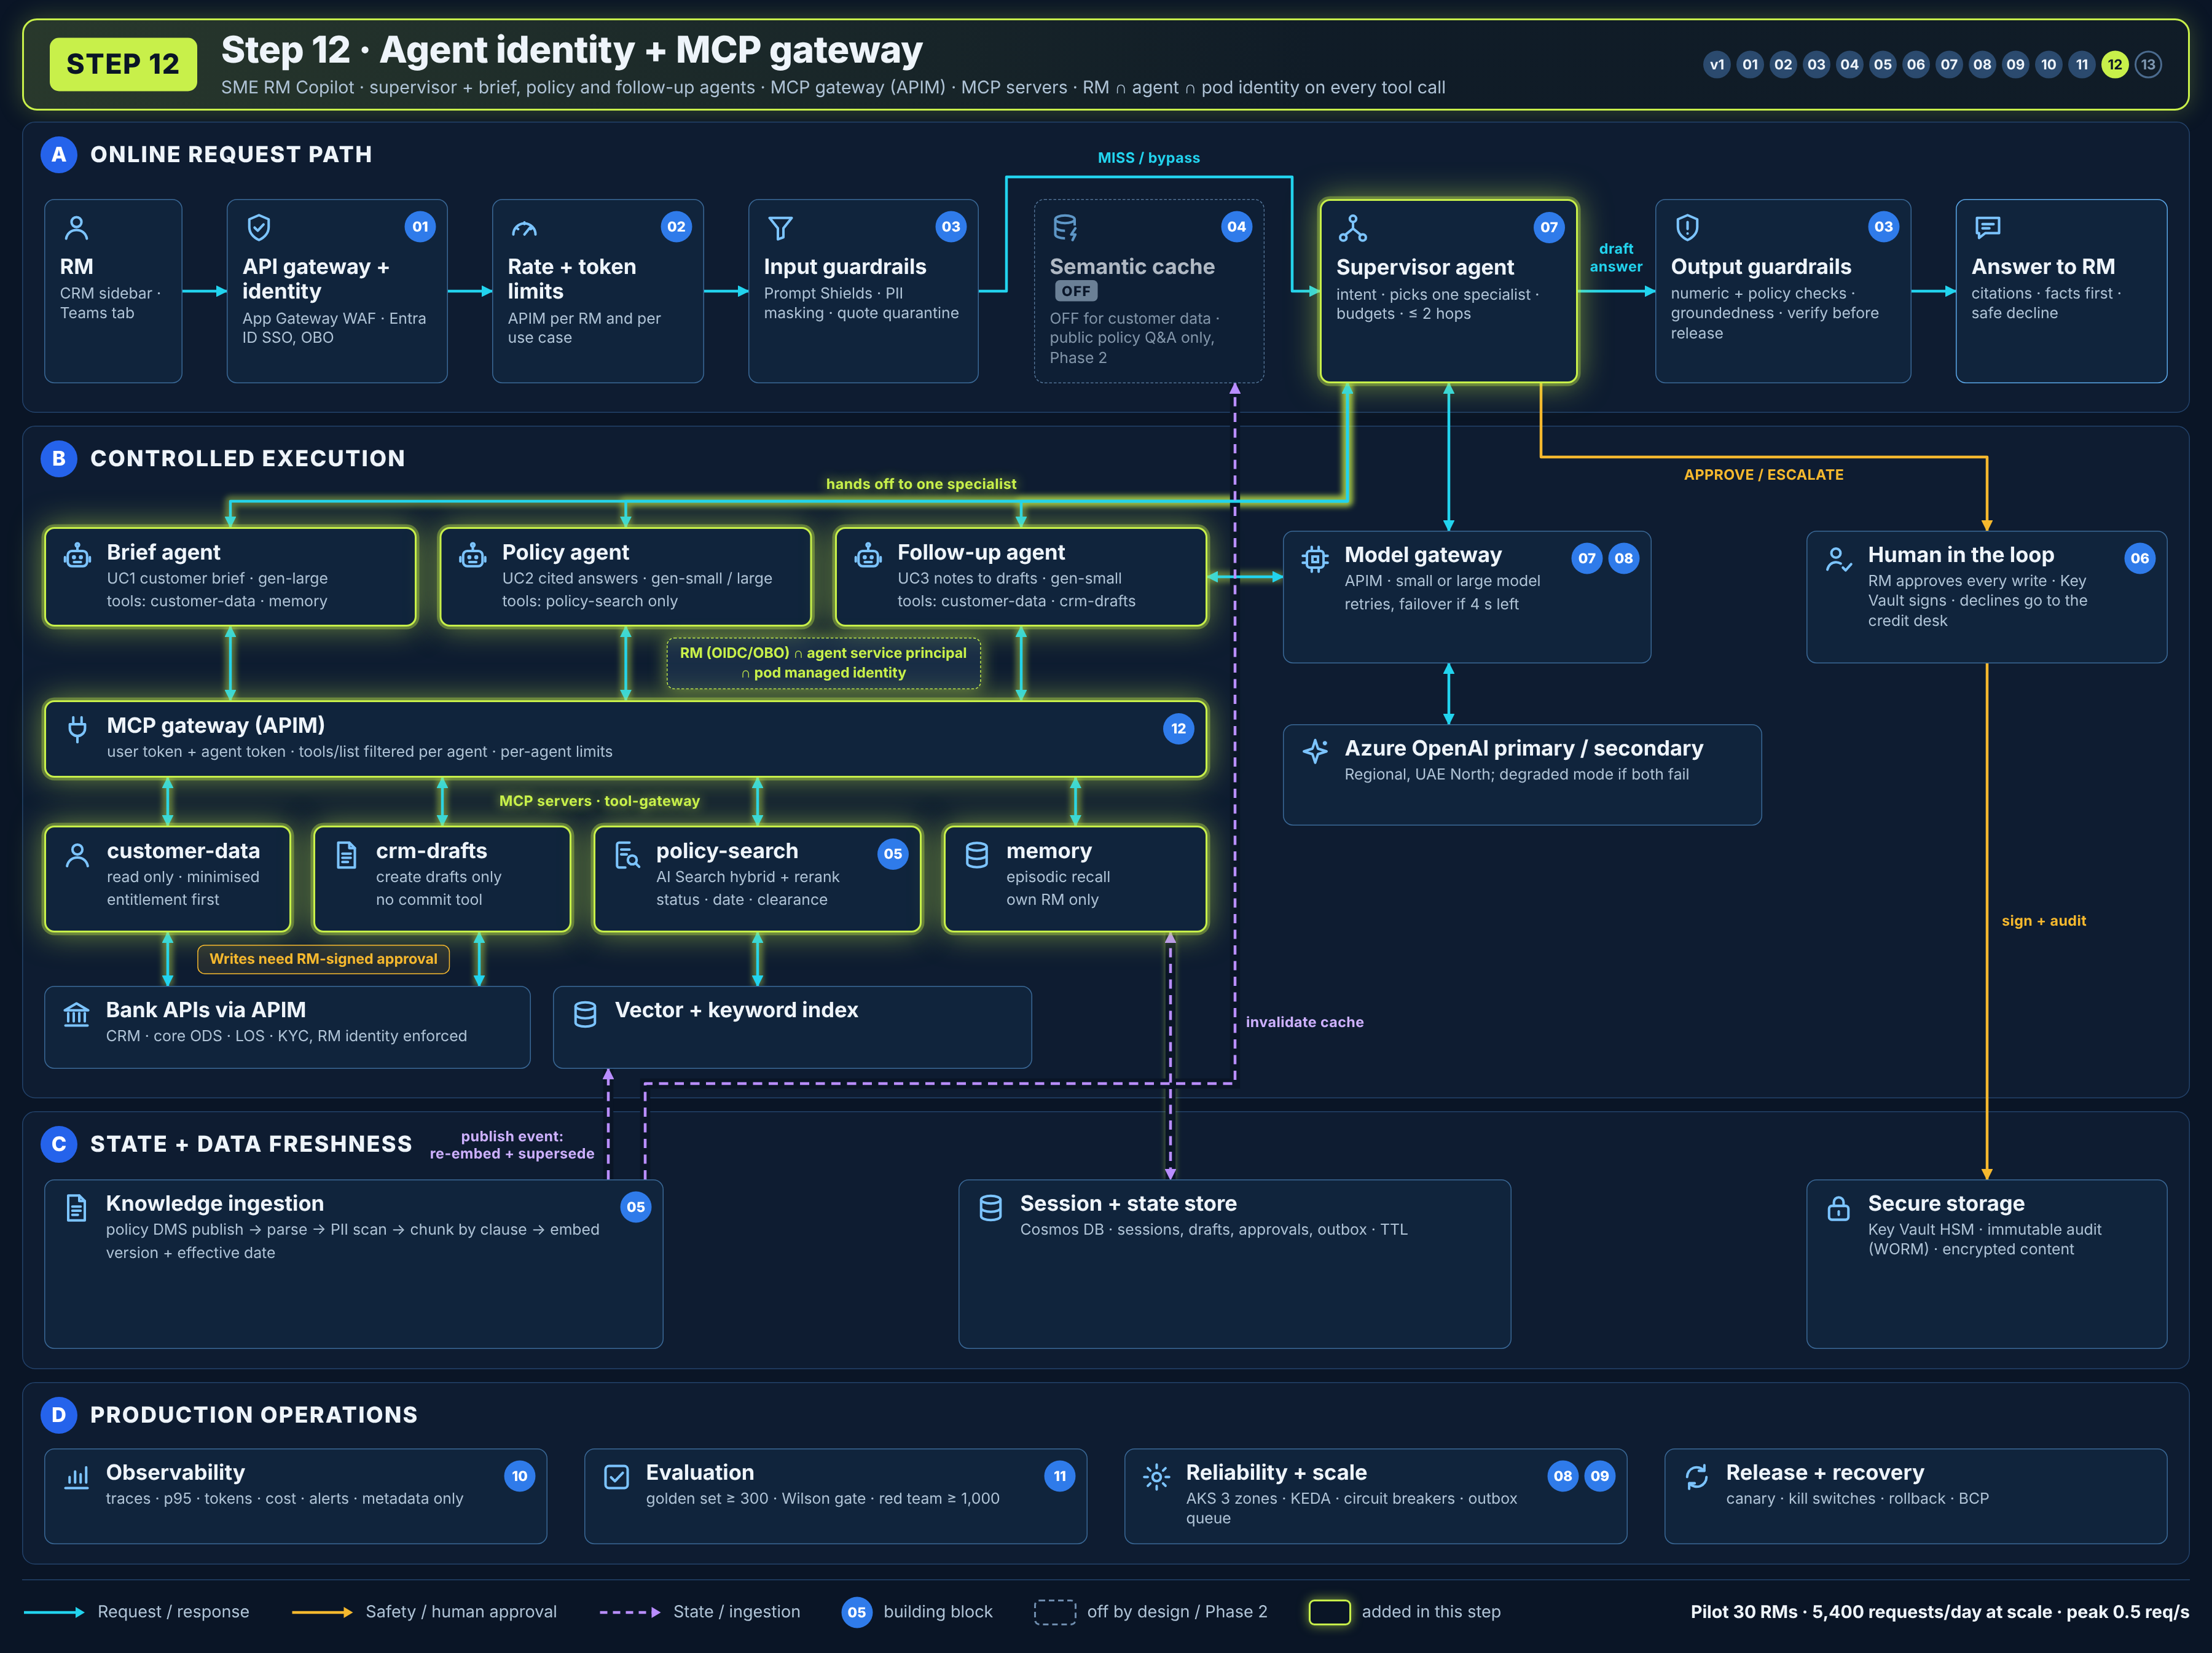 STEP 12
Step 12 · Agent identity + MCP gateway
SME RM Copilot · supervisor + brief, policy and follow-up agents · MCP gateway (APIM) · MCP servers · RM ∩ agent ∩ pod identity on every tool call
v1 01 02 03 04 05 06 07 08 09 10 11 12 13
A ONLINE REQUEST PATH
MISS / bypass
RM
CRM sidebar ·
Teams tab
01
API gateway +
identity
App Gateway WAF · Entra
ID SSO, OBO
02
Rate + token
limits
APIM per RM and per
use case
03
Input guardrails
Prompt Shields · PII
masking · quote quarantine
04
Semantic cache
OFF
OFF for customer data ·
public policy Q&A only,
Phase 2
07
Supervisor agent
intent · picks one specialist ·
budgets · ≤ 2 hops
draft
answer
03
Output guardrails
numeric + policy checks ·
groundedness · verify before
release
Answer to RM
citations · facts first ·
safe decline
B CONTROLLED EXECUTION
hands off to one specialist
APPROVE / ESCALATE
Brief agent
UC1 customer brief · gen-large
tools: customer-data · memory
Policy agent
UC2 cited answers · gen-small / large
tools: policy-search only
Follow-up agent
UC3 notes to drafts · gen-small
tools: customer-data · crm-drafts
Model gateway
07 08
APIM · small or large model
retries, failover if 4 s left
Human in the loop
06
RM approves every write · Key
Vault signs · declines go to the
credit desk
RM (OIDC/OBO) ∩ agent service principal
∩ pod managed identity
MCP gateway (APIM)
12
user token + agent token · tools/list filtered per agent · per-agent limits
Azure OpenAI primary / secondary
Regional, UAE North; degraded mode if both fail
MCP servers · tool-gateway
customer-data
read only · minimised
entitlement first
crm-drafts
create drafts only
no commit tool
policy-search
05
AI Search hybrid + rerank
status · date · clearance
memory
episodic recall
own RM only
sign + audit
Writes need RM-signed approval
Bank APIs via APIM
CRM · core ODS · LOS · KYC, RM identity enforced
Vector + keyword index
invalidate cache
C STATE + DATA FRESHNESS
publish event:
re-embed + supersede
Knowledge ingestion
05
policy DMS publish → parse → PII scan → chunk by clause → embed
version + effective date
Session + state store
Cosmos DB · sessions, drafts, approvals, outbox · TTL
Secure storage
Key Vault HSM · immutable audit
(WORM) · encrypted content
D PRODUCTION OPERATIONS
Observability
10
traces · p95 · tokens · cost · alerts · metadata only
Evaluation
11
golden set ≥ 300 · Wilson gate · red team ≥ 1,000
Reliability + scale
08 09
AKS 3 zones · KEDA · circuit breakers · outbox
queue
Release + recovery
canary · kill switches · rollback · BCP
Request / response
Safety / human approval
State / ingestion
05 building block
off by design / Phase 2
added in this step
Pilot 30 RMs · 5,400 requests/day at scale · peak 0.5 req/s